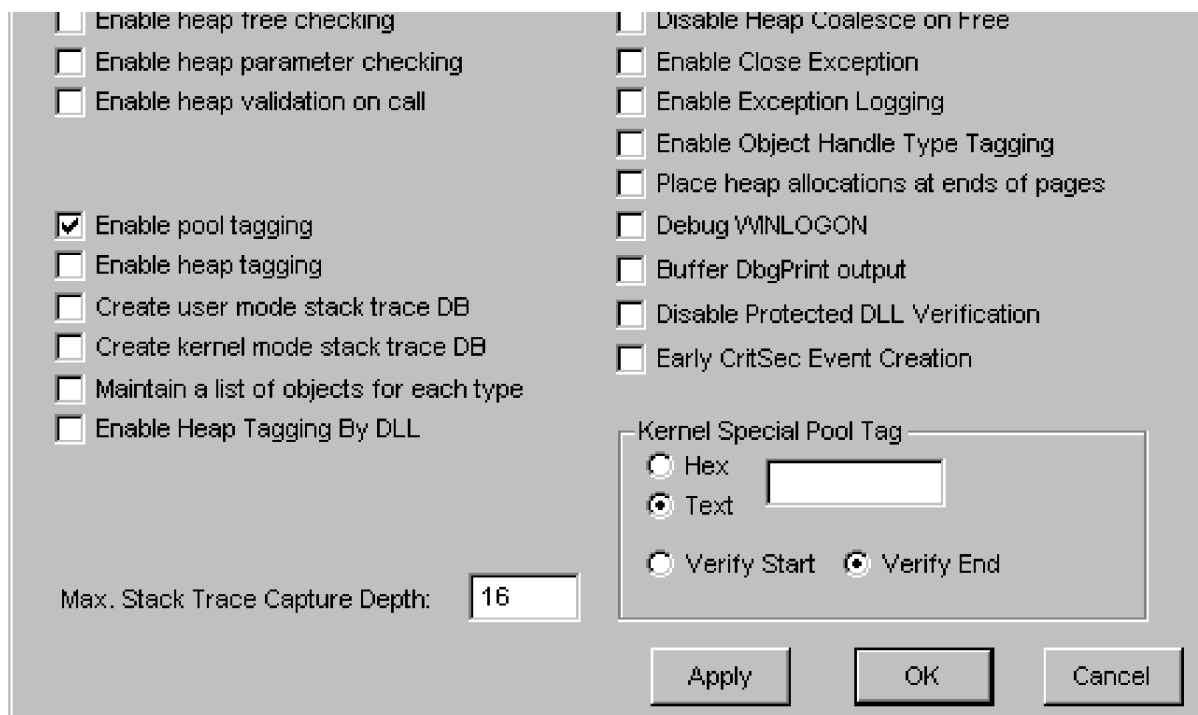 Enable heap free checking
Enable heap parameter checking
Enable heap validation on call
Enable pool tagging
Enable heap tagging
Create user mode stack trace DB
Create kernel mode stack trace DB
Maintain a list of objects for each type
Enable Heap Tagging By DLL
Max. Stack Trace Capture Depth: 16
Disable Heap Coalesce on Free
Enable Close Exception
Enable Exception Logging
Enable Object Handle Type Tagging
Place heap allocations at ends of pages
Debug WINLOGON
Buffer DbgPrint output
Disable Protected DLL Verification
Early CritSec Event Creation
Kernel Special Pool Tag
Hex
Text
Verify Start Verify End
Apply OK Cancel